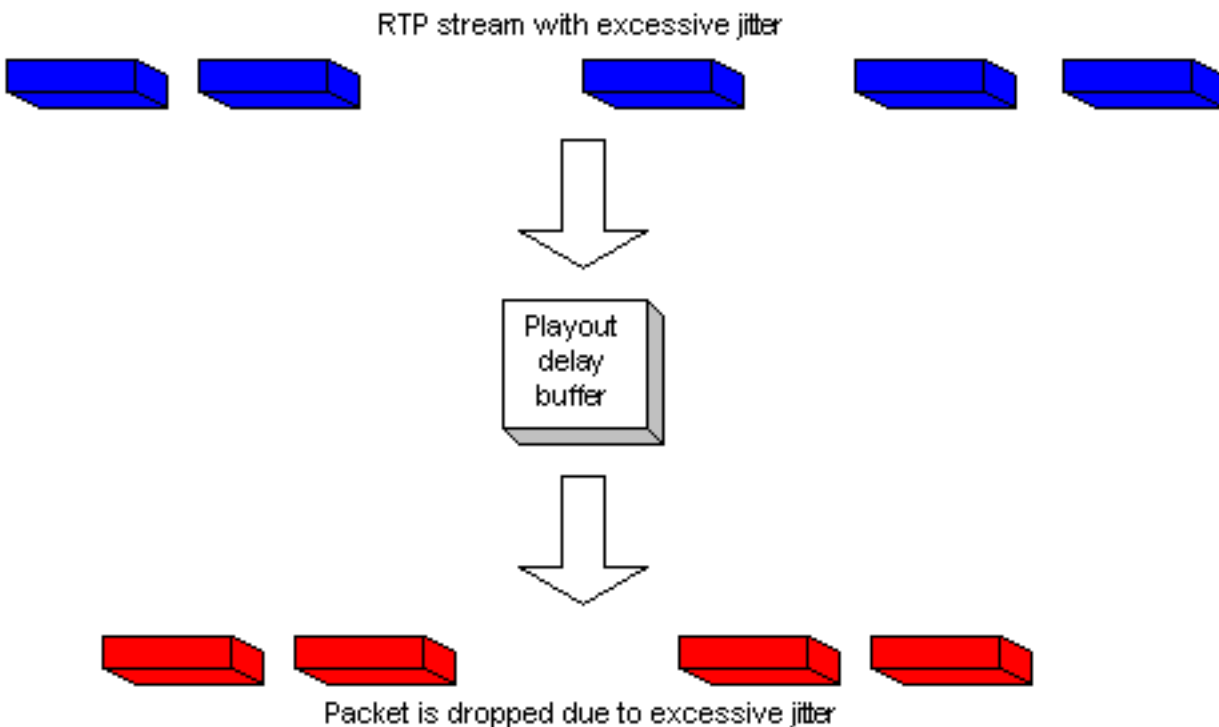 RTP stream with excessive jitter
Playout
delay
buffer
Packet is dropped due to excessive jitter